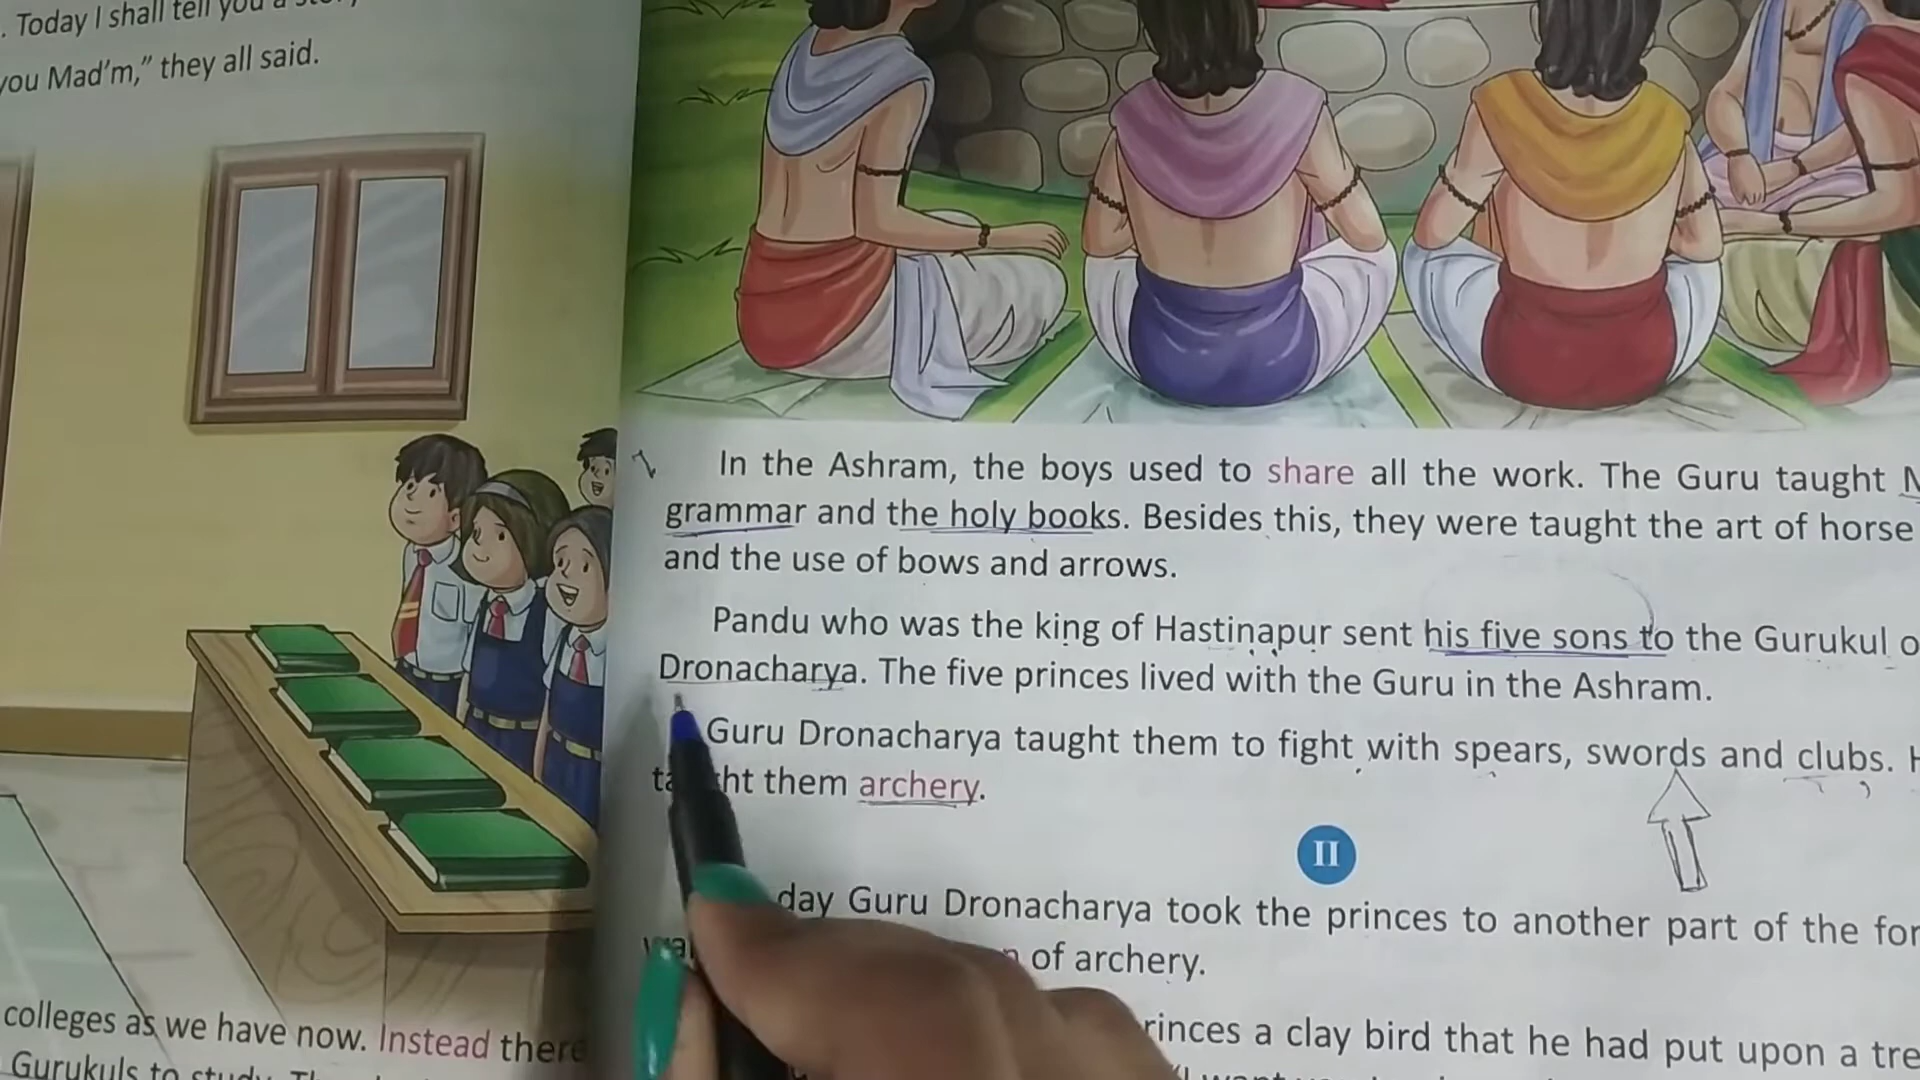 . Today I shall tell you a story
you Mad'm," they all said.
colleges as we have now. Instead there
Gurukuls to study.
In the Ashram, the boys used to share all the work. The Guru taught
grammar and the holy books. Besides this, they were taught the art of horse
and the use of bows and arrows.
Pandu who was the king of Hastinapur sent his five sons to the Gurukul o
Dronacharya. The five princes lived with the Guru in the Ashram.
Guru Dronacharya taught them to fight with spears, swords and clubs. H
taught them archery.
II
day Guru Dronacharya took the princes to another part of the for
of archery.
rinces a clay bird that he had put upon a tre